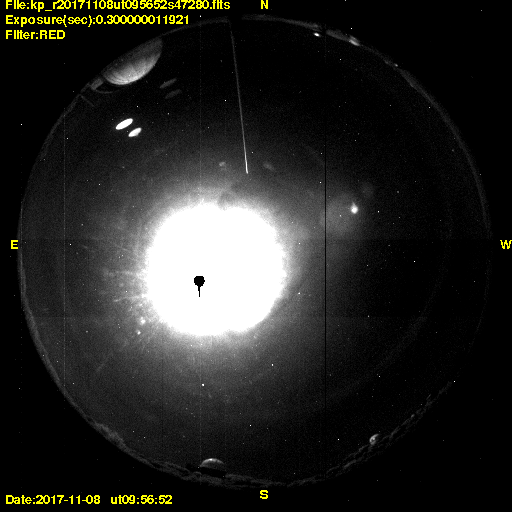 File:kp_r20171108ut095652s47280.fits
N
Exposure(sec):0.300000011921
Filter:RED
E
W
Date:2017-11-08 ut09:56:52
S